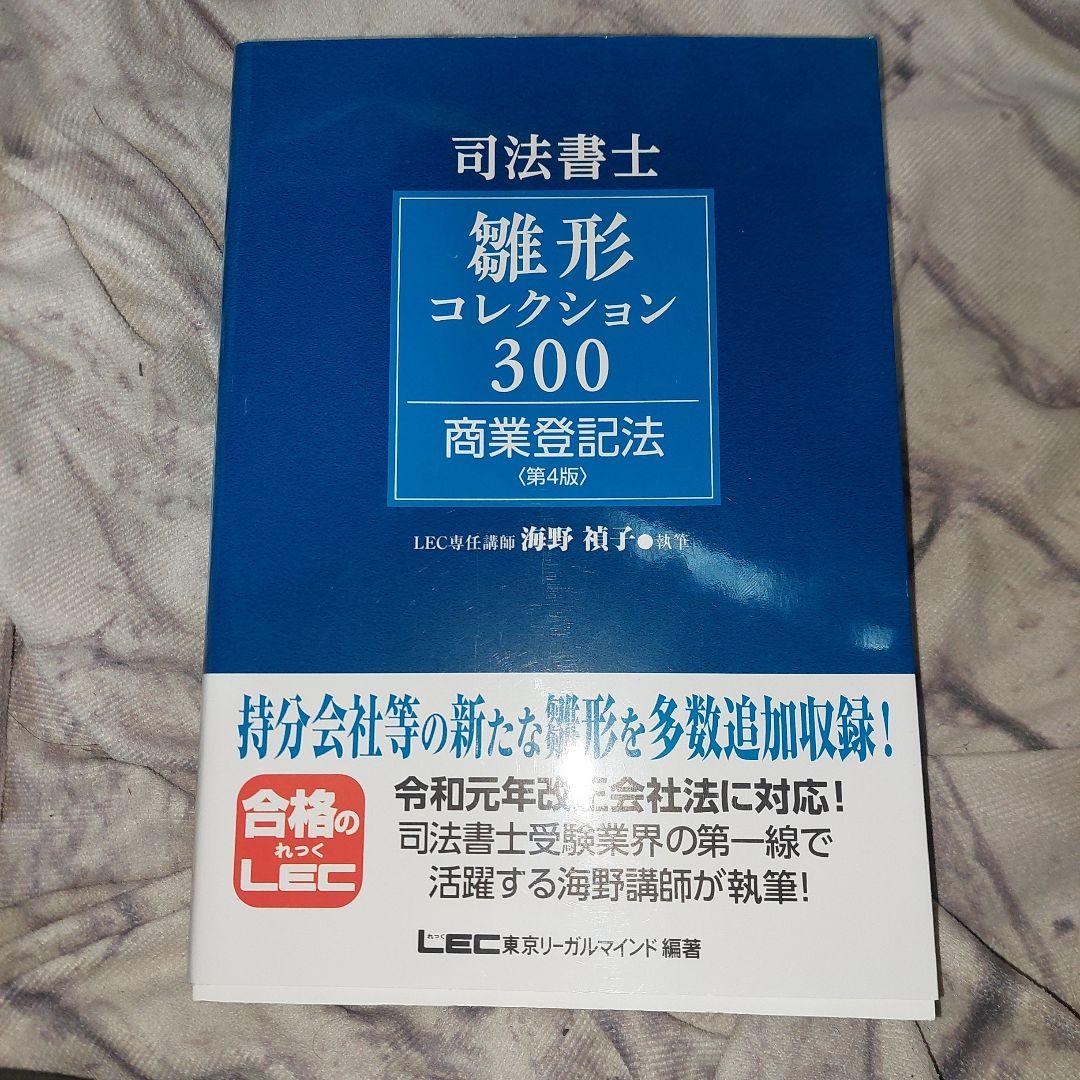 司法書士
雛形
コレクション
300
商業登記法
〈第4版〉
LEC専任講師 海野 禎子●執筆
持分会社等の新たな雛形を多数追加収録!
合格の
れっく
LEC
令和元年改正会社法に対応!
司法書士受験業界の第一線で
活躍する海野講師が執筆!
れっく
LEC東京リーガルマインド 編著